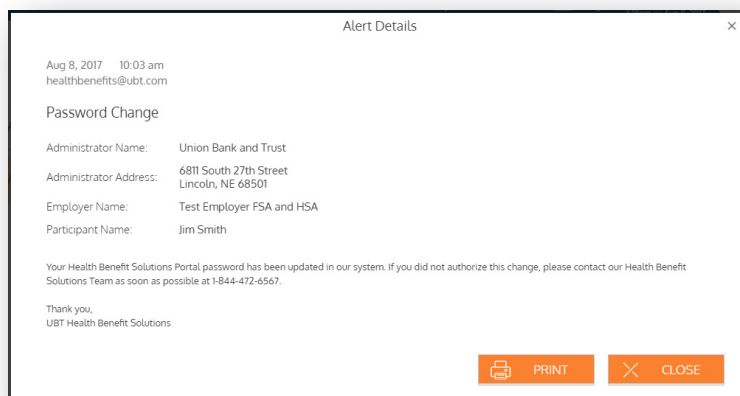 Alert Details
Aug 8, 2017 10:03 am
healthbenefits@ubt.com
Password Change
Administrator Name: Union Bank and Trust
Administrator Address: 6811 South 27th Street
Lincoln, NE 68501
Employer Name: Test Employer FSA and HSA
Participant Name: Jim Smith
Your Health Benefit Solutions Portal password has been updated in our system. If you did not authorize this change, please contact our Health Benefit
Solutions Team as soon as possible at 1-844-472-6567.
Thank you,
UBT Health Benefit Solutions
PRINT CLOSE